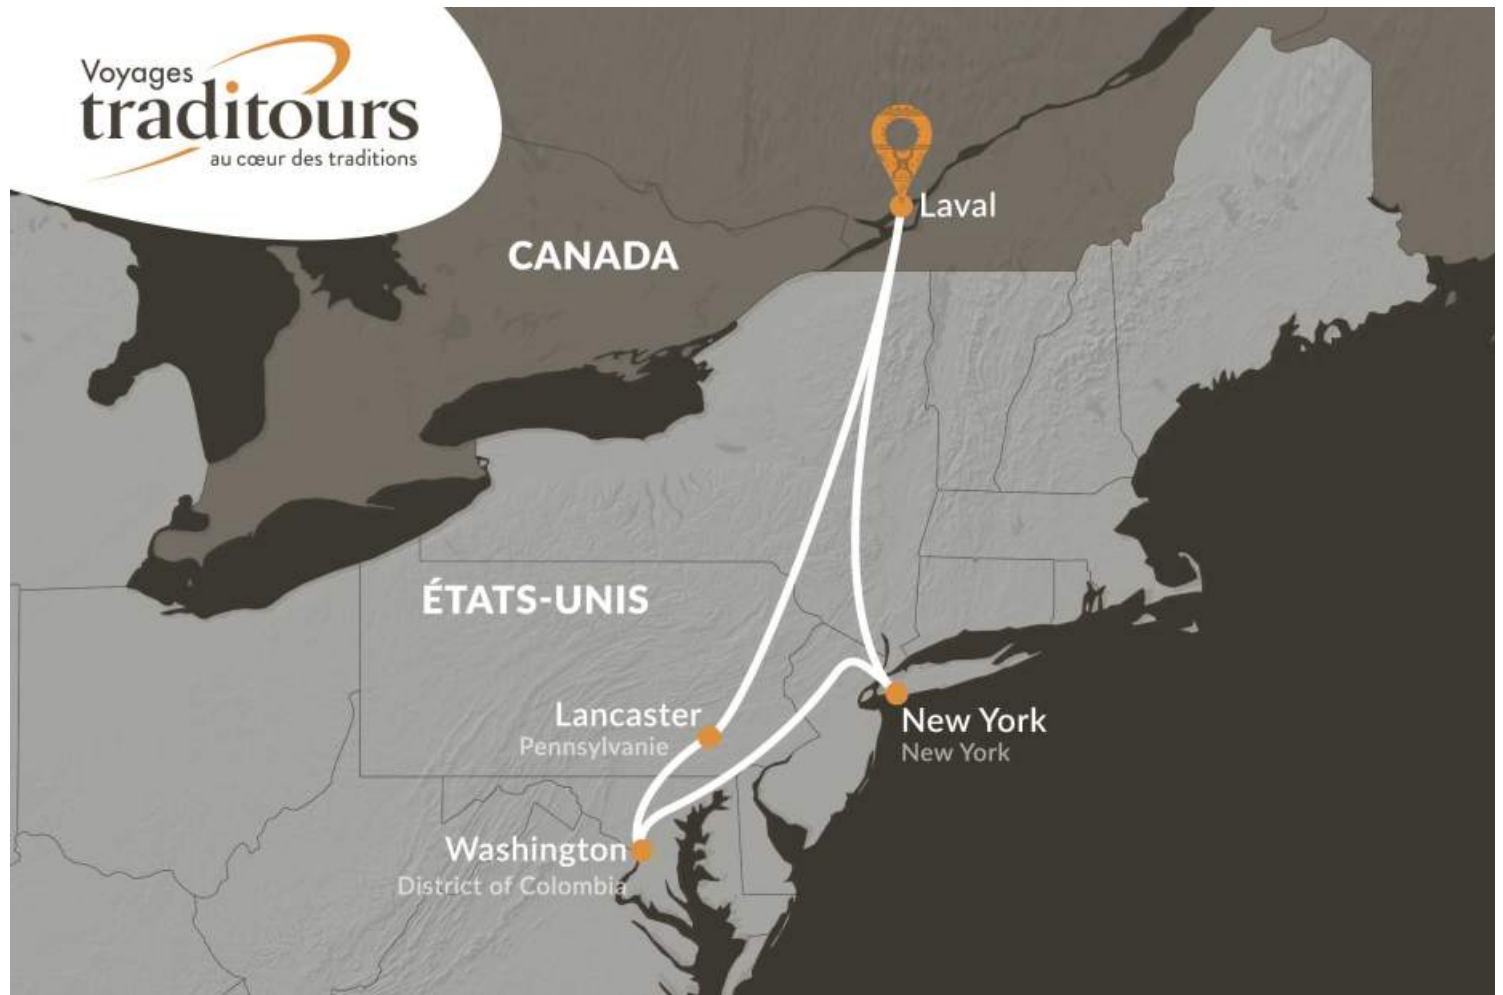 Voyages
traditours
au cœur des traditions
Laval
CANADA
ÉTATS-UNIS
Lancaster
Pennsylvanie
New York
New York
Washington
District of Colombia